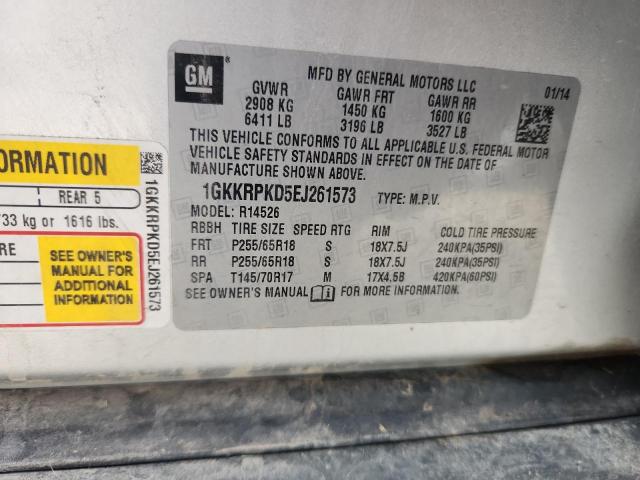 GM
MFD BY GENERAL MOTORS LLC 01/14
GVWR GAWR FRT GAWR RR
2908 KG 1450 KG 1600 KG
6411 LB 3196 LB 3527 LB
THIS VEHICLE CONFORMS TO ALL APPLICABLE U.S. FEDERAL MOTOR
VEHICLE SAFETY STANDARDS IN EFFECT ON THE DATE OF
MANUFACTURE SHOWN ABOVE.
1GKKRPKD5EJ261573 TYPE: M.P.V.
MODEL: R14526
RBBH TIRE SIZE SPEED RTG RIM COLD TIRE PRESSURE
FRT P255/65R18 S 18X7.5J 240KPA(35PSI)
RR P255/65R18 S 18X7.5J 240KPA(35PSI)
SPA T145/70R17 M 17X4.5B 420KPA(60PSI)
SEE OWNER'S MANUAL FOR MORE INFORMATION.
REAR 5
kg or 1616 lbs.
SEE OWNER'S
MANUAL FOR
ADDITIONAL
INFORMATION
1GKKRPKD5EJ261573